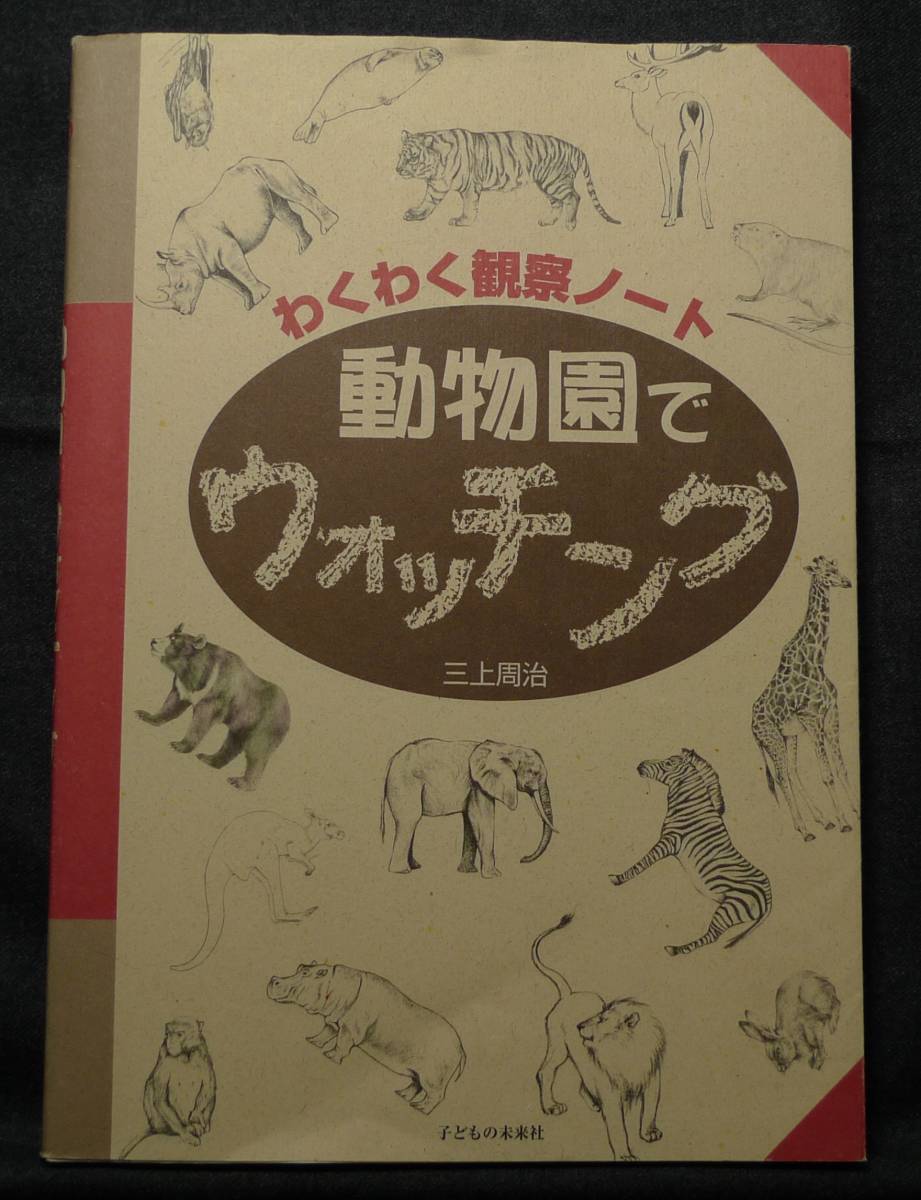 わくわく観察ノート
動物園で
ウォッチング
三上周治
子どもの未来社